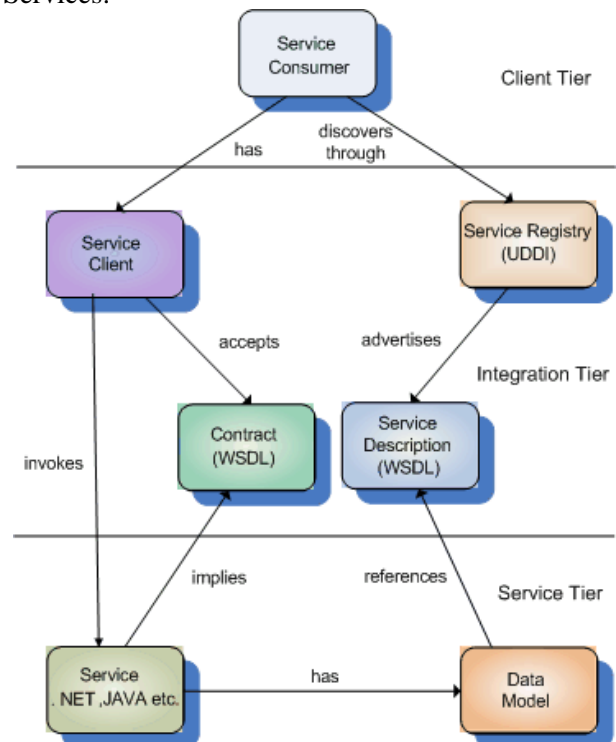 Services.
Service
Consumer
Client Tier
has
discovers
through
Service
Client
Service Registry
(UDDI)
accepts
advertises
Integration Tier
Contract
(WSDL)
Service
Description
(WSDL)
invokes
implies
references
Service Tier
Service
. NET ,JAVA etc.
has
Data
Model